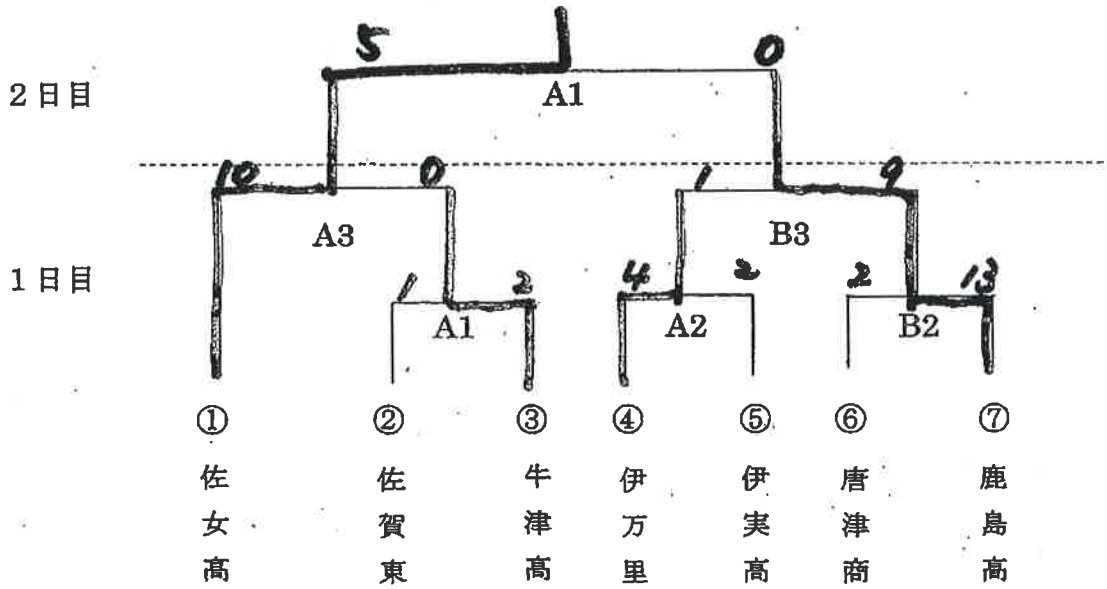 5 0
2日目 A1
10 0 1 9
A3 B3
1日目 1 2 4 2 2 13
A1 A2 B2
① ② ③ ④ ⑤ ⑥ ⑦
佐女高
佐賀東
牛津高
伊万里
伊実高
唐津商
鹿島高